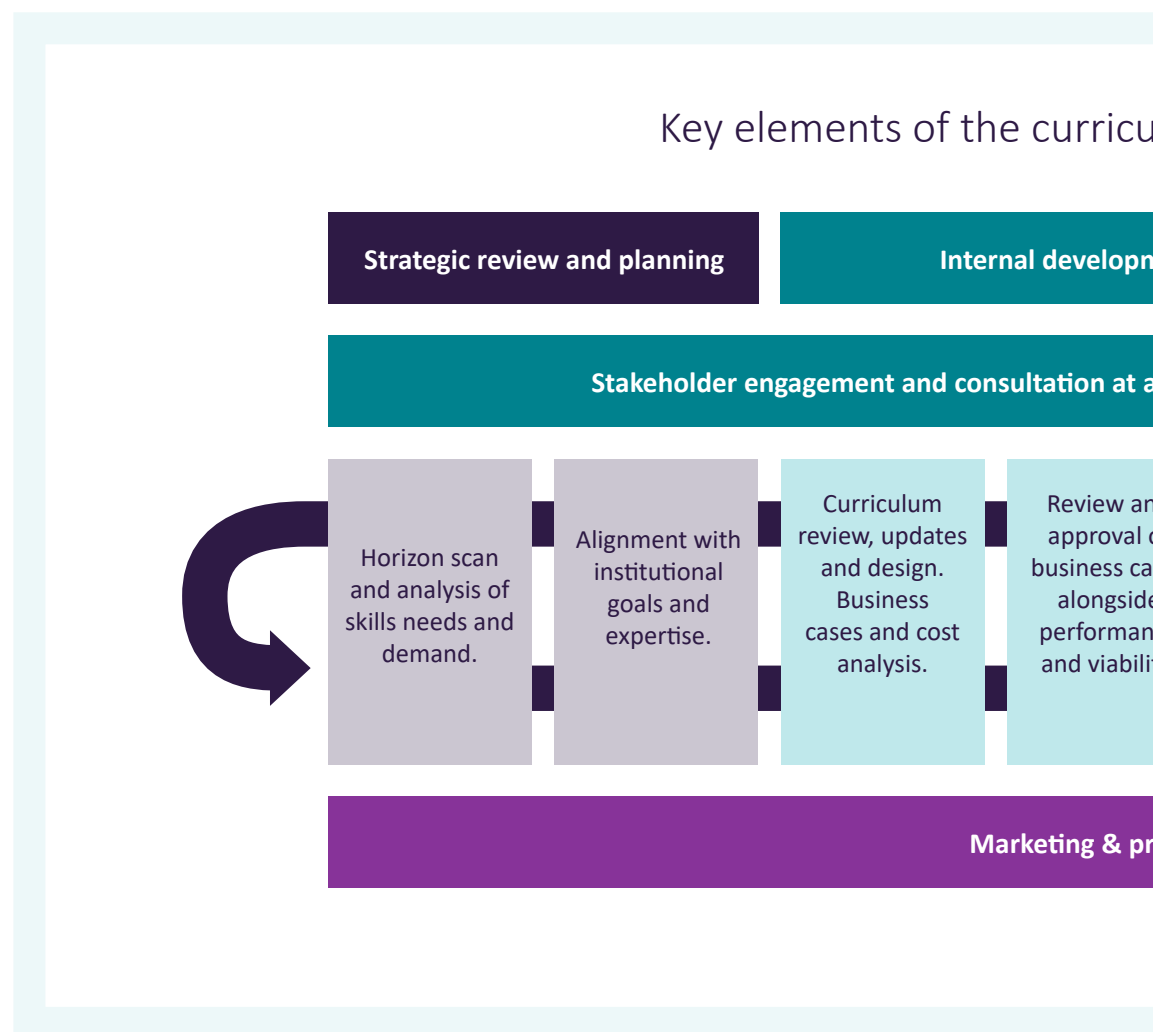 Key elements of the curricu
Strategic review and planning
Internal developm
Stakeholder engagement and consultation at a
Horizon scan
and analysis of
skills needs and
demand.
Alignment with
institutional
goals and
expertise.
Curriculum
review, updates
and design.
Business
cases and cost
analysis.
Review an
approval
business ca
alongside
performan
and viabilit
Marketing & pr